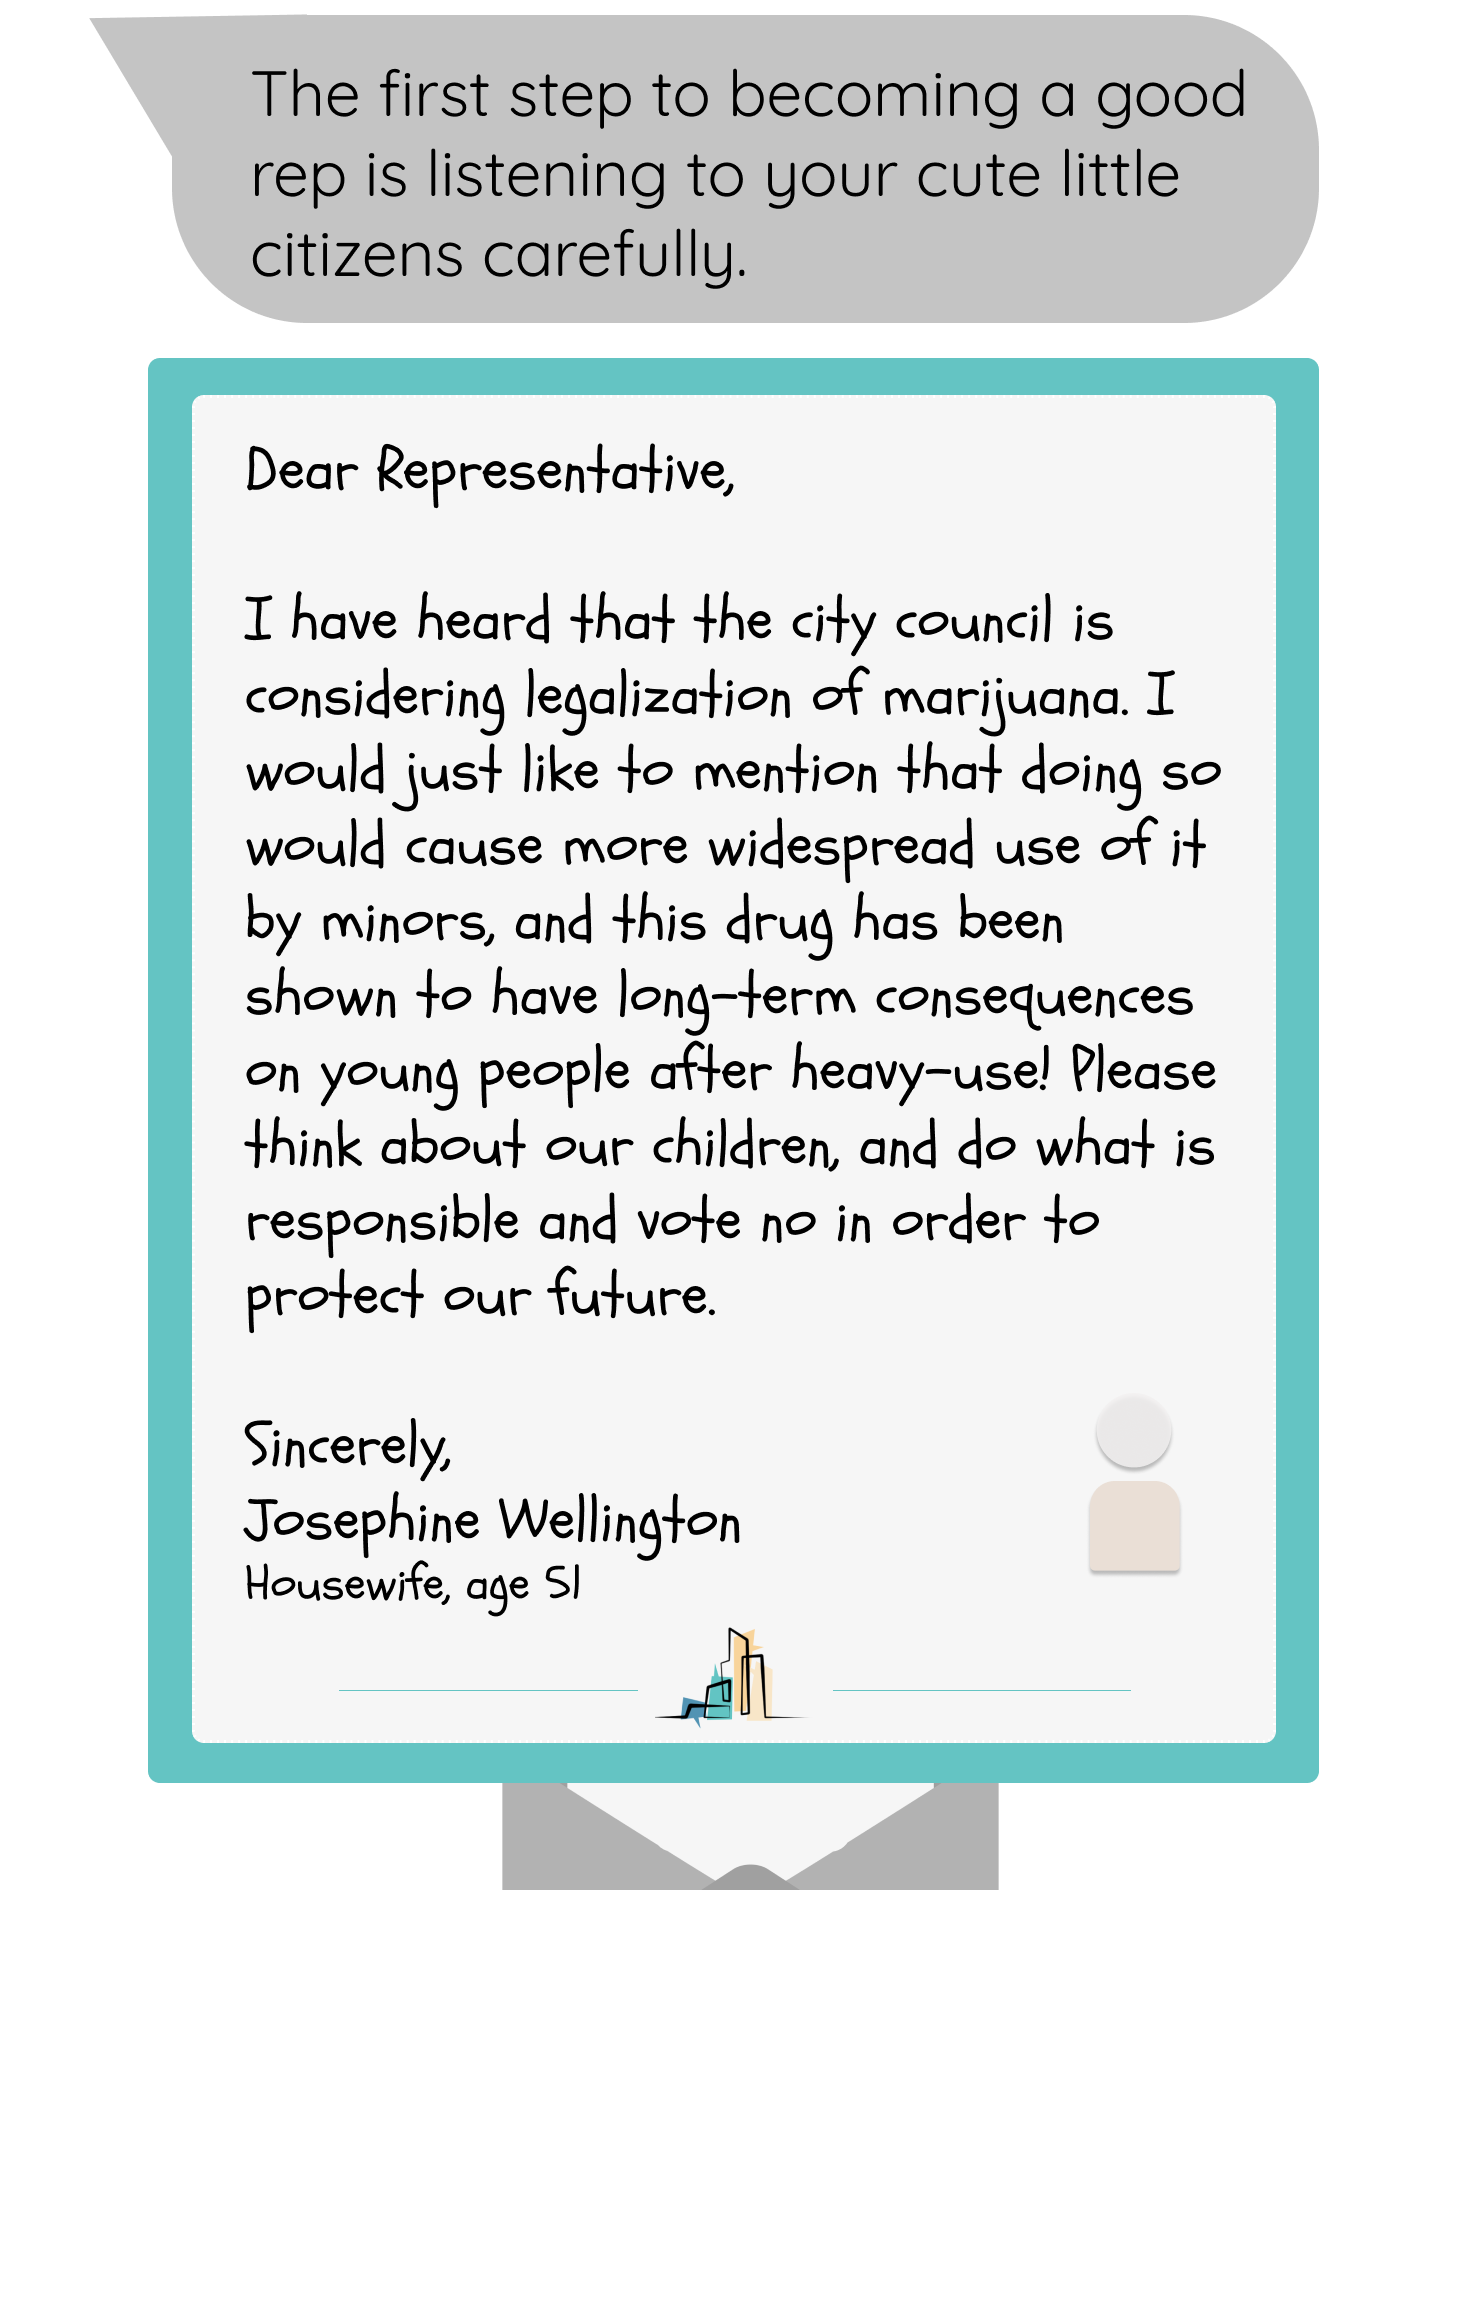 The first step to becoming a good
rep is listening to your cute little
citizens carefully.
Dear Representative,
I have heard that the city council is
considering legalization of marijuana. I
would just like to mention that doing so
would cause more widespread use of it
by minors, and this drug has been
shown to have long-term consequences
on young people after heavy-use! Please
think about our children, and do what is
responsible and vote no in order to
protect our future.
Sincerely,
Josephine Wellington
Housewife, age 51